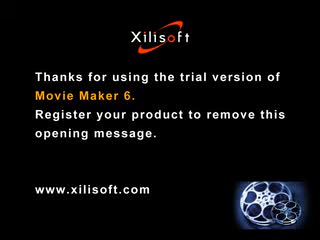 Xilisoft
Thanks for using the trial version of
Movie Maker 6.
Register your product to remove this
opening message.
www.xilisoft.com